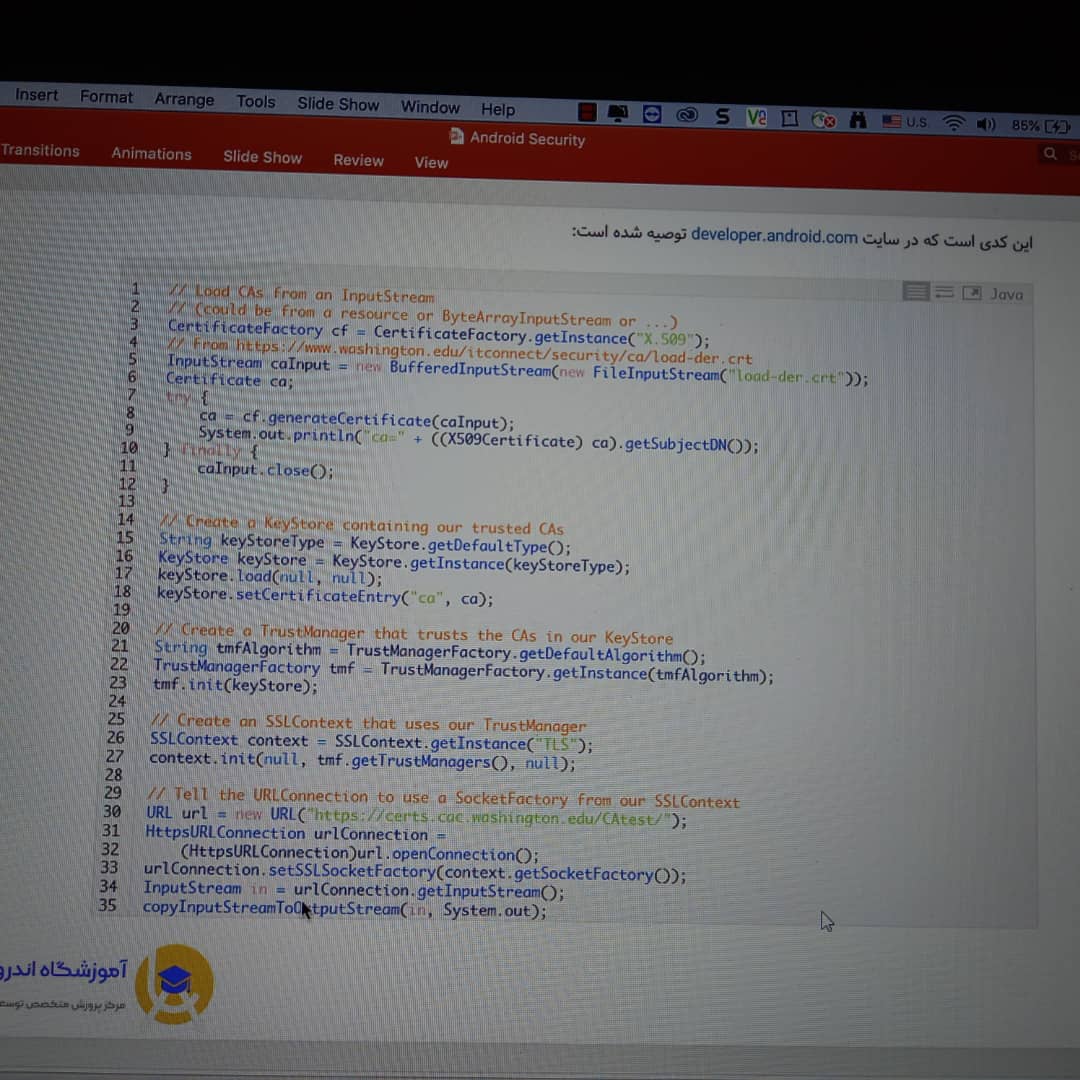 Insert Format Arrange Tools Slide Show Window Help U.S. 85%
Android Security
Transitions Animations Slide Show Review View
این کدی است که در سایت developer.android.com توصیه شده است:
Java
1 // Load CAs from an InputStream
2 // (could be from a resource or ByteArrayInputStream or ...)
3 CertificateFactory cf = CertificateFactory.getInstance("X.509");
4 // From https://www.washington.edu/itconnect/security/ca/load-der.crt
5 InputStream caInput = new BufferedInputStream(new FileInputStream("load-der.crt"));
6 Certificate ca;
7 try {
8     ca = cf.generateCertificate(caInput);
9     System.out.println("ca=" + ((X509Certificate) ca).getSubjectDN());
10 } finally {
11     caInput.close();
12 }
13
14 // Create a KeyStore containing our trusted CAs
15 String keyStoreType = KeyStore.getDefaultType();
16 KeyStore keyStore = KeyStore.getInstance(keyStoreType);
17 keyStore.load(null, null);
18 keyStore.setCertificateEntry("ca", ca);
19
20 // Create a TrustManager that trusts the CAs in our KeyStore
21 String tmfAlgorithm = TrustManagerFactory.getDefaultAlgorithm();
22 TrustManagerFactory tmf = TrustManagerFactory.getInstance(tmfAlgorithm);
23 tmf.init(keyStore);
24
25 // Create an SSLContext that uses our TrustManager
26 SSLContext context = SSLContext.getInstance("TLS");
27 context.init(null, tmf.getTrustManagers(), null);
28
29 // Tell the URLConnection to use a SocketFactory from our SSLContext
30 URL url = new URL("https://certs.cac.washington.edu/CAtest/");
31 HttpsURLConnection urlConnection =
32     (HttpsURLConnection)url.openConnection();
33 urlConnection.setSSLSocketFactory(context.getSocketFactory());
34 InputStream in = urlConnection.getInputStream();
35 copyInputStreamToOutputStream(in, System.out);
آموزشگاه اندرو
مرکز پرورش متخصص توسع